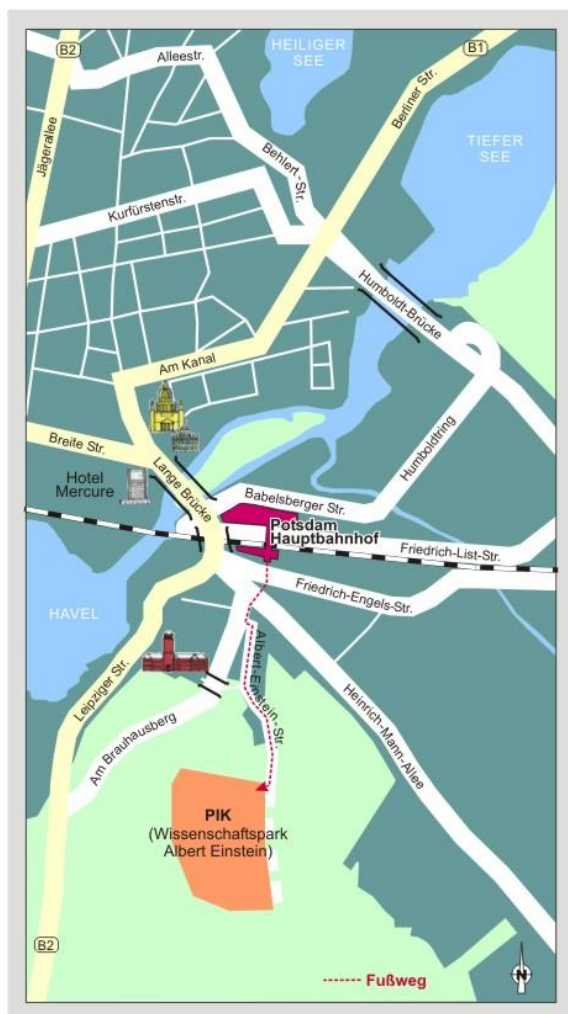 B2
B1
HEILIGER
SEE
Alleestr.
Berliner Str.
TIEFER
SEE
Jägerallee
Behlert-Str.
Kurfürstenstr.
Humboldt-Brücke
Am Kanal
Breite Str.
Humboldtring
Hotel
Mercure
Lange Brücke
Babelsberger Str.
Potsdam
Hauptbahnhof
Friedrich-List-Str.
Friedrich-Engels-Str.
HAVEL
Albert-Einstein-Str.
Leipziger Str.
Heinrich-Mann-Allee
Am Brauhausberg
PIK
(Wissenschaftspark
Albert Einstein)
B2
N
Fußweg